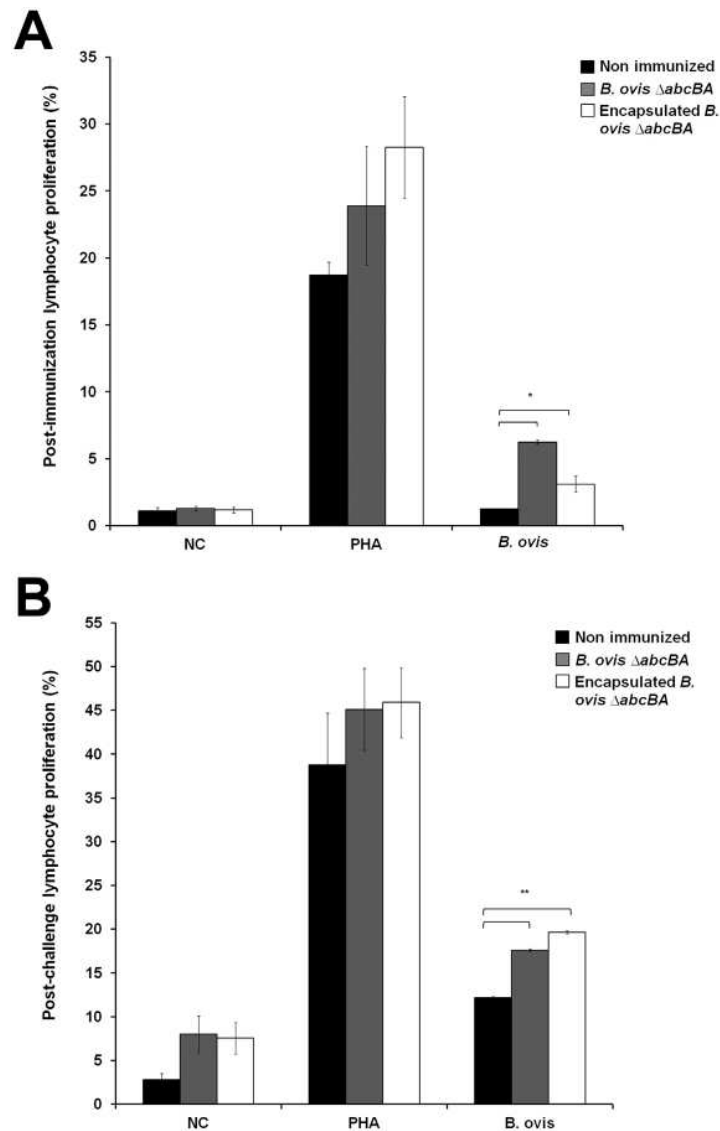 A
Post-immunization lymphocyte proliferation (%)
35
30
25
20
15
10
5
0
Non immunized
B. ovis ΔabcBA
Encapsulated B.
ovis ΔabcBA
*
NC
PHA
B. ovis
B
Post-challenge lymphocyte proliferation (%)
55
50
45
40
35
30
25
20
15
10
5
0
Non immunized
B. ovis ΔabcBA
Encapsulated B.
ovis ΔabcBA
**
NC
PHA
B. ovis